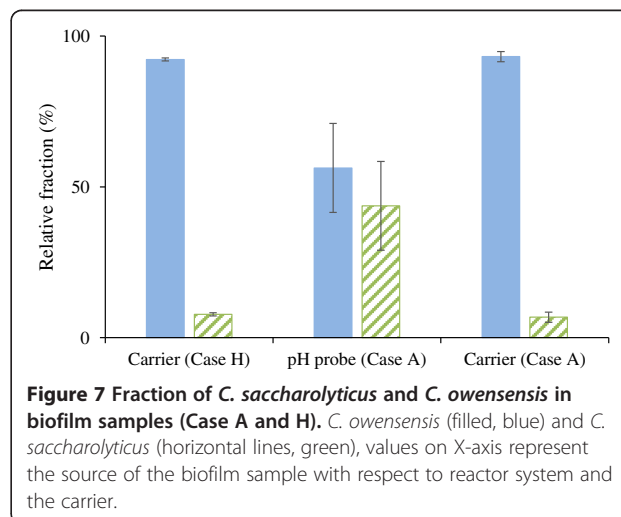 100
50
0
Relative fraction (%)
Carrier (Case H) pH probe (Case A) Carrier (Case A)
Figure 7 Fraction of C. saccharolyticus and C. owensensis in
biofilm samples (Case A and H). C. owensensis (filled, blue) and C.
saccharolyticus (horizontal lines, green), values on X-axis represent
the source of the biofilm sample with respect to reactor system and
the carrier.